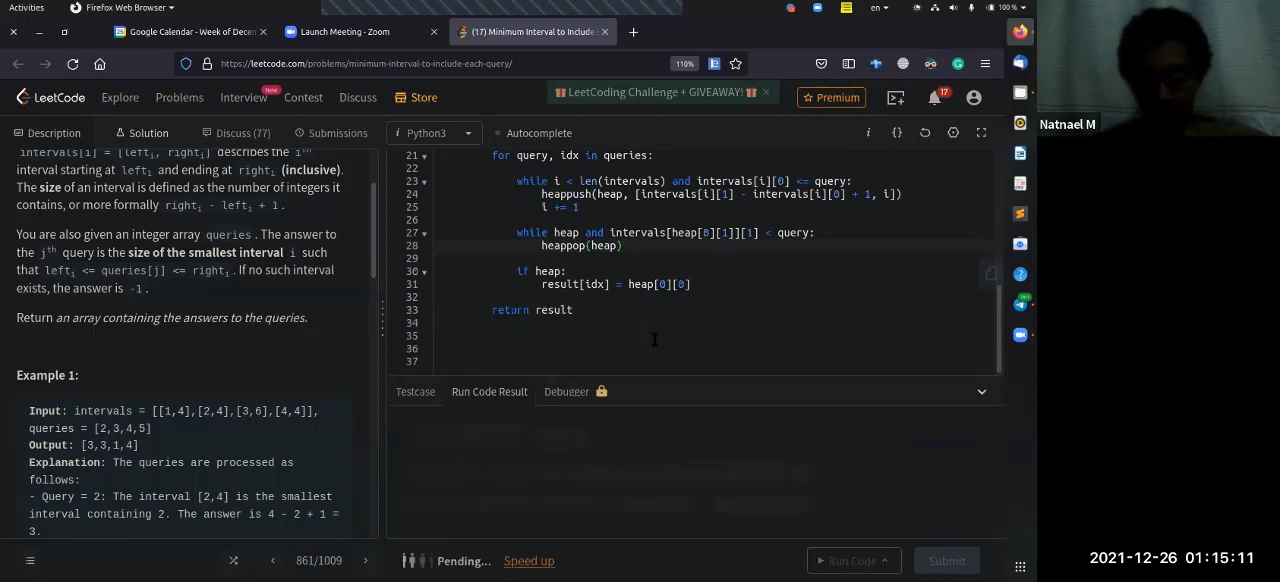 Activities
Firefox Web Browser
en
100 %
Google Calendar - Week of Decem
Launch Meeting - Zoom
(17) Minimum Interval to Include
https://leetcode.com/problems/minimum-interval-to-include-each-query/
110%
LeetCode
Explore
Problems
Interview
New
Contest
Discuss
Store
LeetCoding Challenge + GIVEAWAY!
Premium
17
Natnael M
Description
Solution
Discuss (77)
Submissions
Python3
Autocomplete
intervals[i] = [left_i, right_i] describes the i^th
interval starting at left_i and ending at right_i (inclusive).
The size of an interval is defined as the number of integers it
contains, or more formally right_i - left_i + 1 .
You are also given an integer array queries . The answer to
the j^th query is the size of the smallest interval i such
that left_i <= queries[j] <= right_i . If no such interval
exists, the answer is -1 .
Return an array containing the answers to the queries.
Example 1:
Input: intervals = [[1,4],[2,4],[3,6],[4,4]],
queries = [2,3,4,5]
Output: [3,3,1,4]
Explanation: The queries are processed as
follows:
- Query = 2: The interval [2,4] is the smallest
interval containing 2. The answer is 4 - 2 + 1 =
3.
21 for query, idx in queries:
22
23 while i < len(intervals) and intervals[i][0] <= query:
24 heappush(heap, [intervals[i][1] - intervals[i][0] + 1, i])
25 i += 1
26
27 while heap and intervals[heap[0][1]][1] < query:
28 heappop(heap)
29
30 if heap:
31 result[idx] = heap[0][0]
32
33 return result
34
35
36
37
Testcase
Run Code Result
Debugger
861/1009
Pending...
Speed up
Run Code
Submit
2021-12-26 01:15:11